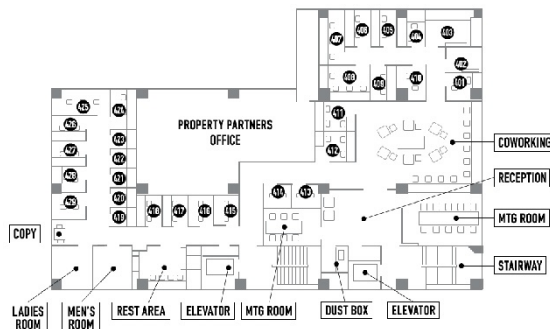 406
405
404
403
407
402
408
409
410
401
425
424
411
426
423
PROPERTY PARTNERS
OFFICE
COWORKING
427
422
412
428
421
RECEPTION
429
420
414
413
419
418
417
416
415
MTG ROOM
COPY
STAIRWAY
LADIES
ROOM
MEN'S
ROOM
REST AREA
ELEVATOR
MTG ROOM
DUST BOX
ELEVATOR